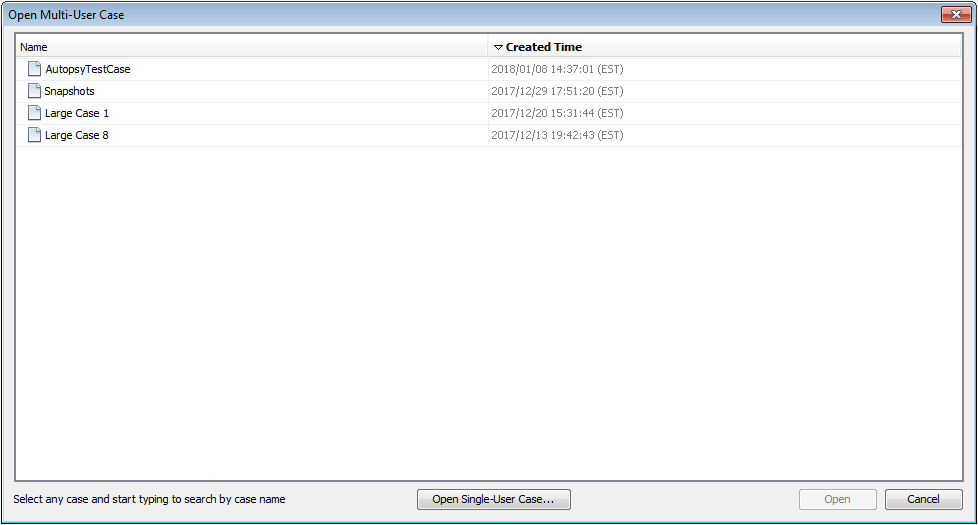 Open Multi-User Case
Name Created Time
AutopsyTestCase 2018/01/08 14:37:01 (EST)
Snapshots 2017/12/29 17:51:20 (EST)
Large Case 1 2017/12/20 15:31:44 (EST)
Large Case 8 2017/12/13 19:42:43 (EST)
Select any case and start typing to search by case name Open Single-User Case... Open Cancel